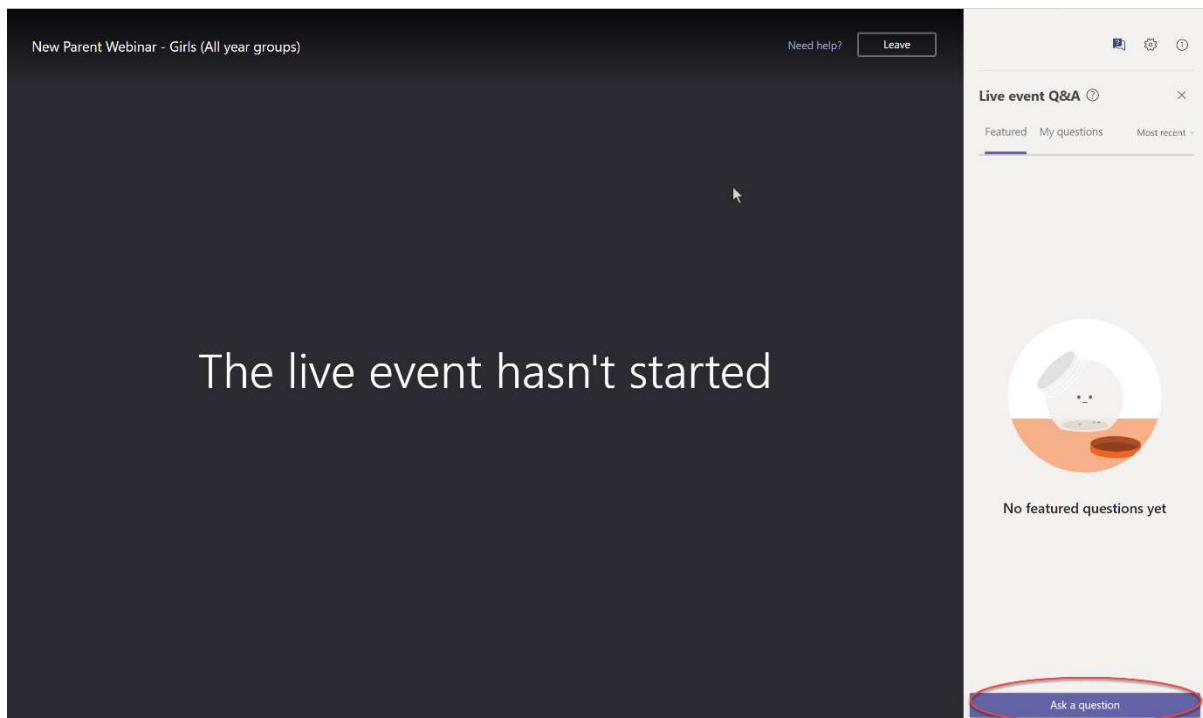 New Parent Webinar - Girls (All year groups)
Need help?
Leave
Live event Q&A
Featured
My questions
Most recent
The live event hasn't started
No featured questions yet
Ask a question